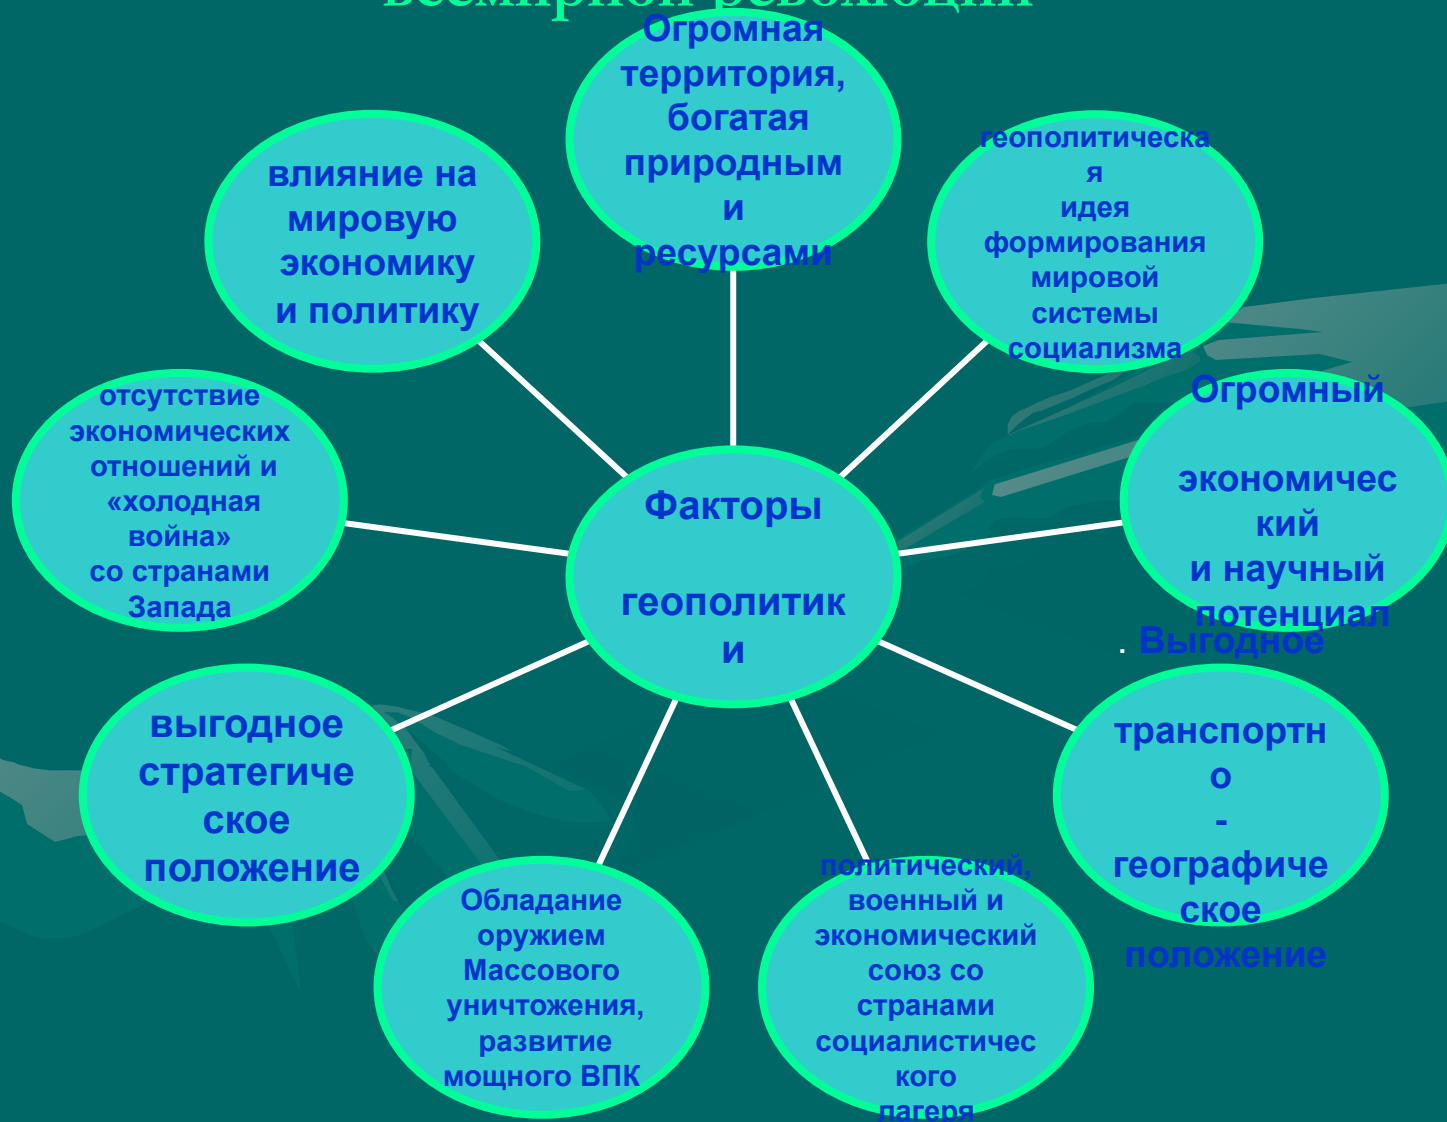 всемирной революции
Огромная
территория,
богатая
природным
и
ресурсами
геополитическа
я
идея
формирования
мировой
системы
социализма
Огромный
экономичес
кий
и научный
потенциал
. Выгодное
транспортн
о
-
географиче
ское
положение
политический,
военный и
экономический
союз со
странами
социалистичес
кого
лагеря
Обладание
оружием
Массового
уничтожения,
развитие
мощного ВПК
выгодное
стратегиче
ское
положение
отсутствие
экономических
отношений и
«холодная
война»
со странами
Запада
влияние на
мировую
экономику
и политику
Факторы
геополитик
и